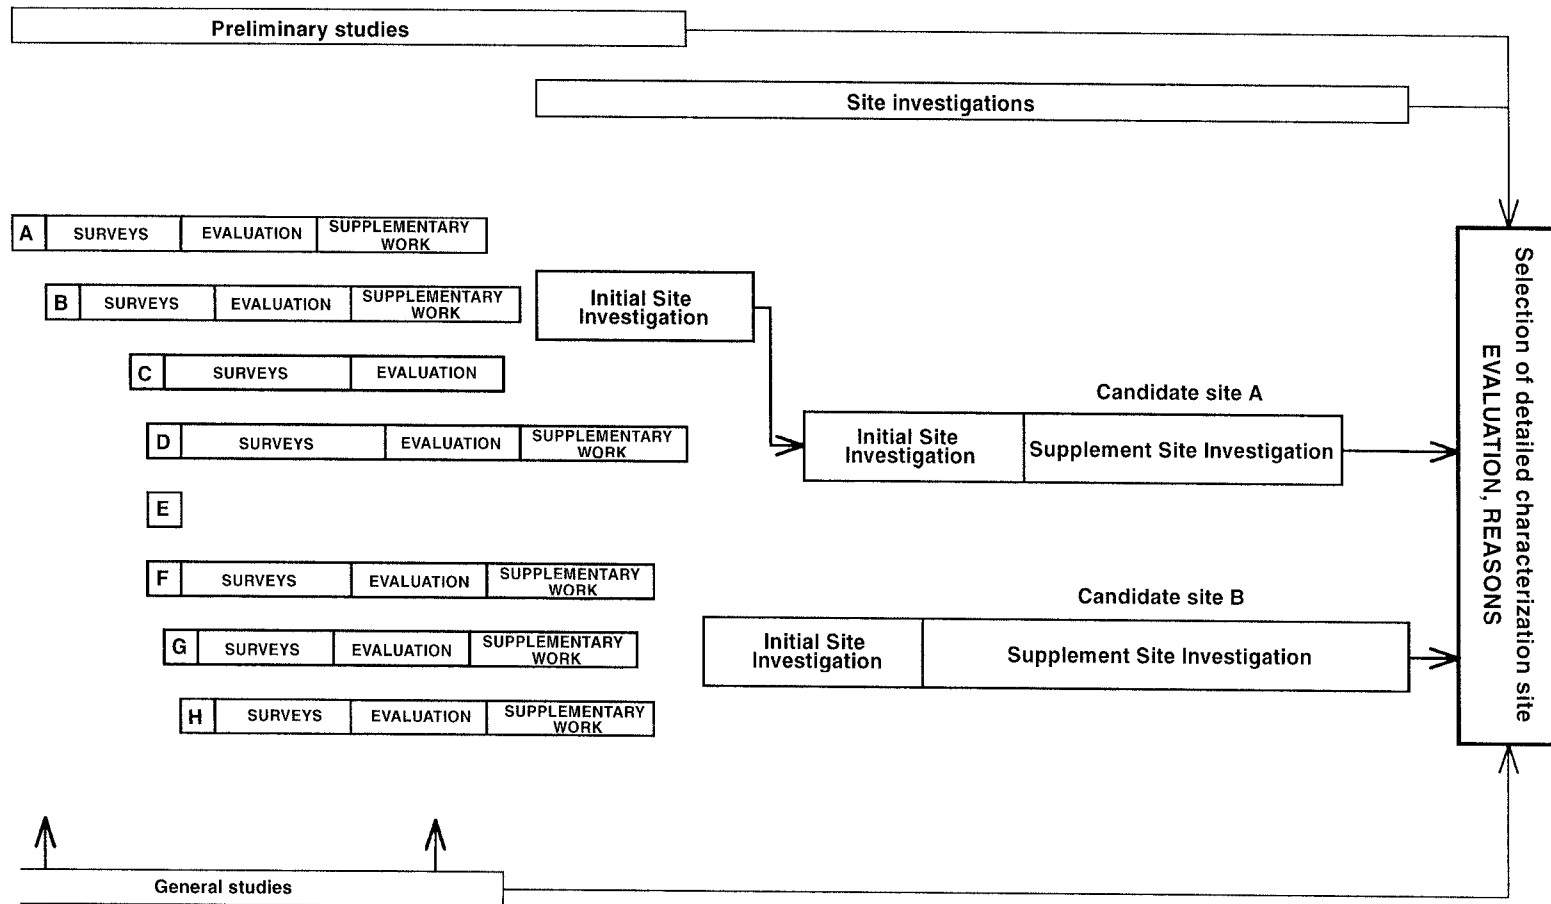 Preliminary studies
Site investigations
A
SURVEYS
EVALUATION
SUPPLEMENTARY
WORK
B
SURVEYS
EVALUATION
SUPPLEMENTARY
WORK
Initial Site
Investigation
C
SURVEYS
EVALUATION
Candidate site A
D
SURVEYS
EVALUATION
SUPPLEMENTARY
WORK
Initial Site
Investigation
Supplement Site Investigation
E
F
SURVEYS
EVALUATION
SUPPLEMENTARY
WORK
Candidate site B
G
SURVEYS
EVALUATION
SUPPLEMENTARY
WORK
Initial Site
Investigation
Supplement Site Investigation
H
SURVEYS
EVALUATION
SUPPLEMENTARY
WORK
Selection of detailed characterization site
EVALUATION, REASONS
General studies